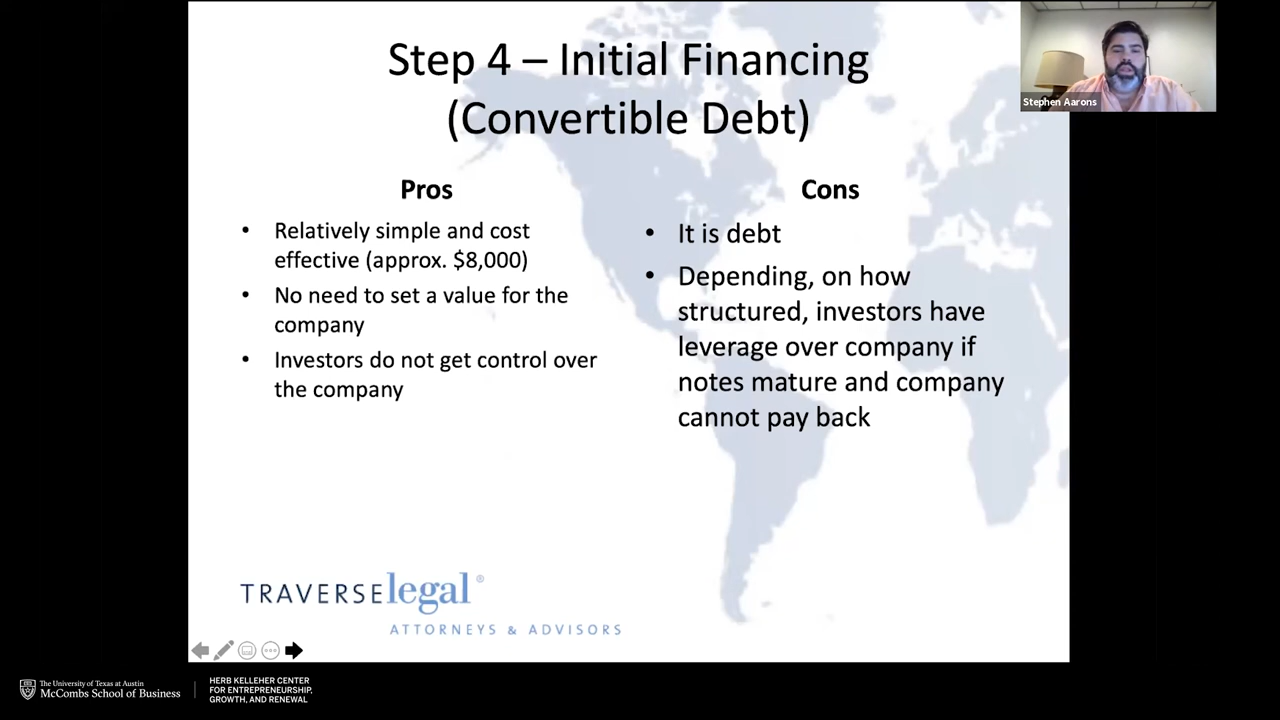 Step 4 – Initial Financing
(Convertible Debt)
Stephen Aarons
Pros
• Relatively simple and cost
effective (approx. $8,000)
• No need to set a value for the
company
• Investors do not get control over
the company
Cons
• It is debt
• Depending, on how
structured, investors have
leverage over company if
notes mature and company
cannot pay back
TRAVERSElegal®
ATTORNEYS & ADVISORS
The University of Texas at Austin
McCombs School of Business
HERB KELLEHER CENTER
FOR ENTREPRENEURSHIP,
GROWTH, AND RENEWAL